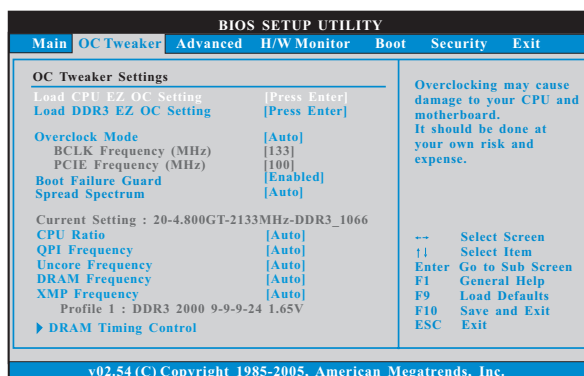 BIOS SETUP UTILITY
Main OC Tweaker Advanced H/W Monitor Boot Security Exit
OC Tweaker Settings
Load CPU EZ OC Setting [Press Enter]
Load DDR3 EZ OC Setting [Press Enter]
Overclock Mode [Auto]
BCLK Frequency (MHz) [133]
PCIE Frequency (MHz) [100]
Boot Failure Guard [Enabled]
Spread Spectrum [Auto]
Current Setting : 20-4.800GT-2133MHz-DDR3_1066
CPU Ratio [Auto]
QPI Frequency [Auto]
Uncore Frequency [Auto]
DRAM Frequency [Auto]
XMP Frequency [Auto]
Profile 1 : DDR3 2000 9-9-9-24 1.65V
DRAM Timing Control
Overclocking may cause
damage to your CPU and
motherboard.
It should be done at
your own risk and
expense.
↔ Select Screen
↑↓ Select Item
Enter Go to Sub Screen
F1 General Help
F9 Load Defaults
F10 Save and Exit
ESC Exit
v02.54 (C) Copyright 1985-2005, American Megatrends, Inc.